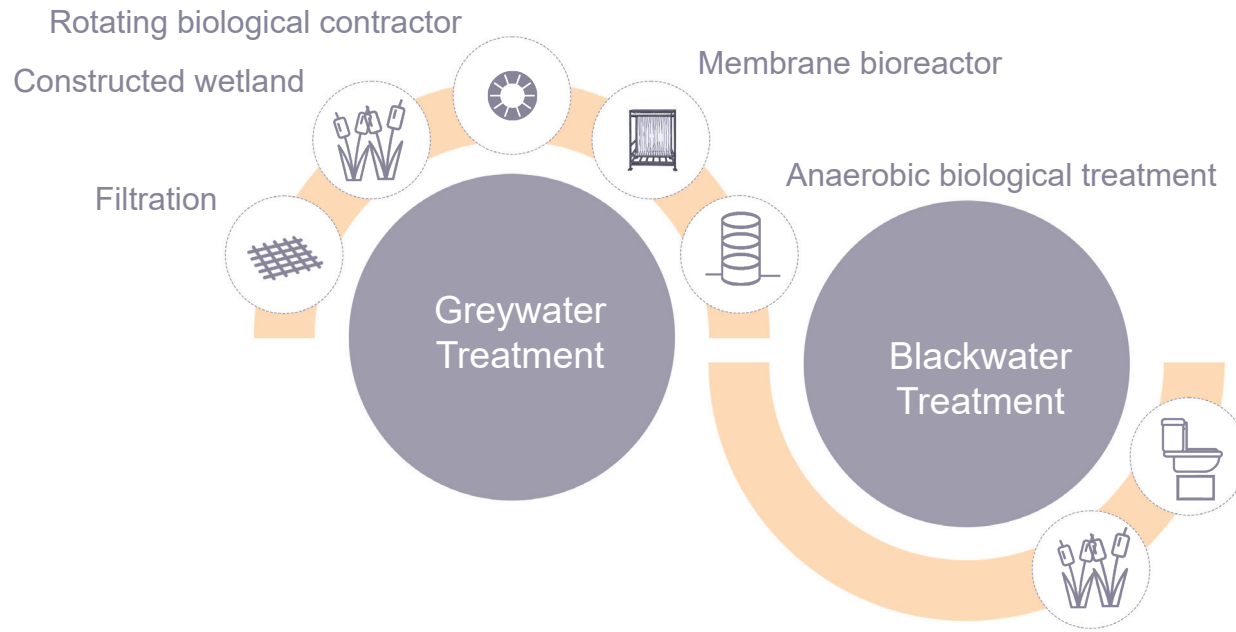 Rotating biological contractor
Constructed wetland
Membrane bioreactor
Filtration
Anaerobic biological treatment
Greywater
Treatment
Blackwater
Treatment